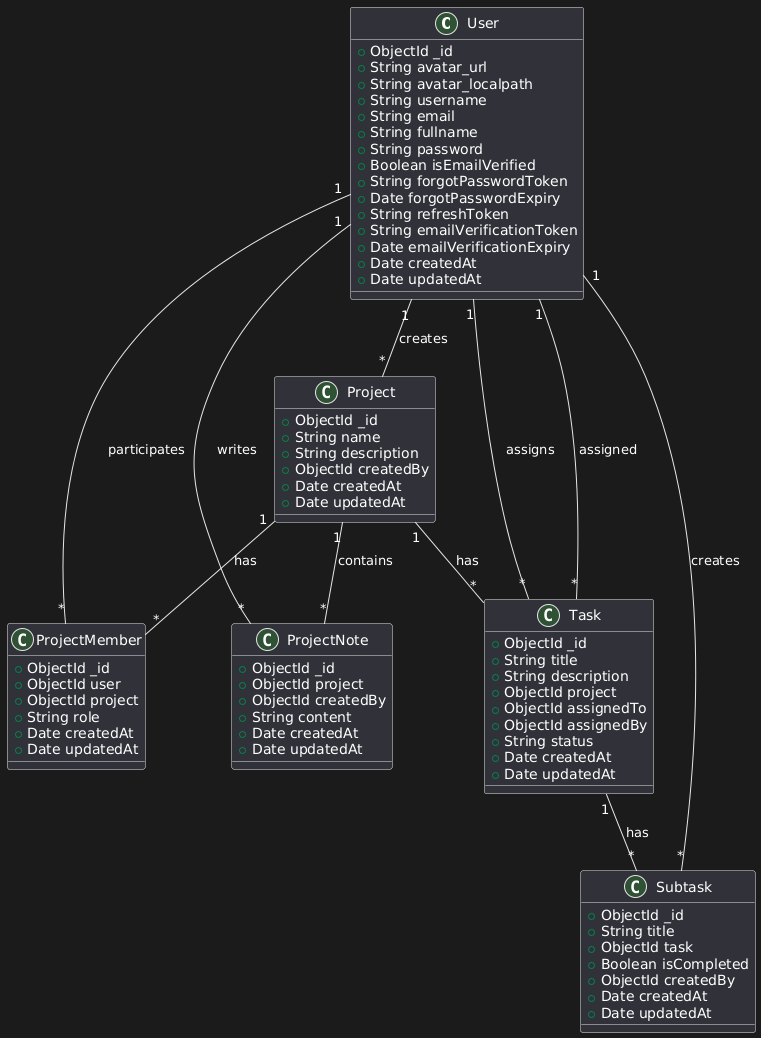 C User
ObjectId _id
String avatar_url
String avatar_localpath
String username
String email
String fullname
String password
Boolean isEmailVerified
String forgotPasswordToken
Date forgotPasswordExpiry
String refreshToken
String emailVerificationToken
Date emailVerificationExpiry
Date createdAt
Date updatedAt
1
1
1
1
1
1
creates
*
C Project
ObjectId _id
String name
String description
ObjectId createdBy
Date createdAt
Date updatedAt
participates
writes
assigns
assigned
1
1
1
has
contains
has
creates
*
*
*
*
*
*
*
C ProjectMember
ObjectId _id
ObjectId user
ObjectId project
String role
Date createdAt
Date updatedAt
C ProjectNote
ObjectId _id
ObjectId project
ObjectId createdBy
String content
Date createdAt
Date updatedAt
C Task
ObjectId _id
String title
String description
ObjectId project
ObjectId assignedTo
ObjectId assignedBy
String status
Date createdAt
Date updatedAt
1
has
*
*
C Subtask
ObjectId _id
String title
ObjectId task
Boolean isCompleted
ObjectId createdBy
Date createdAt
Date updatedAt